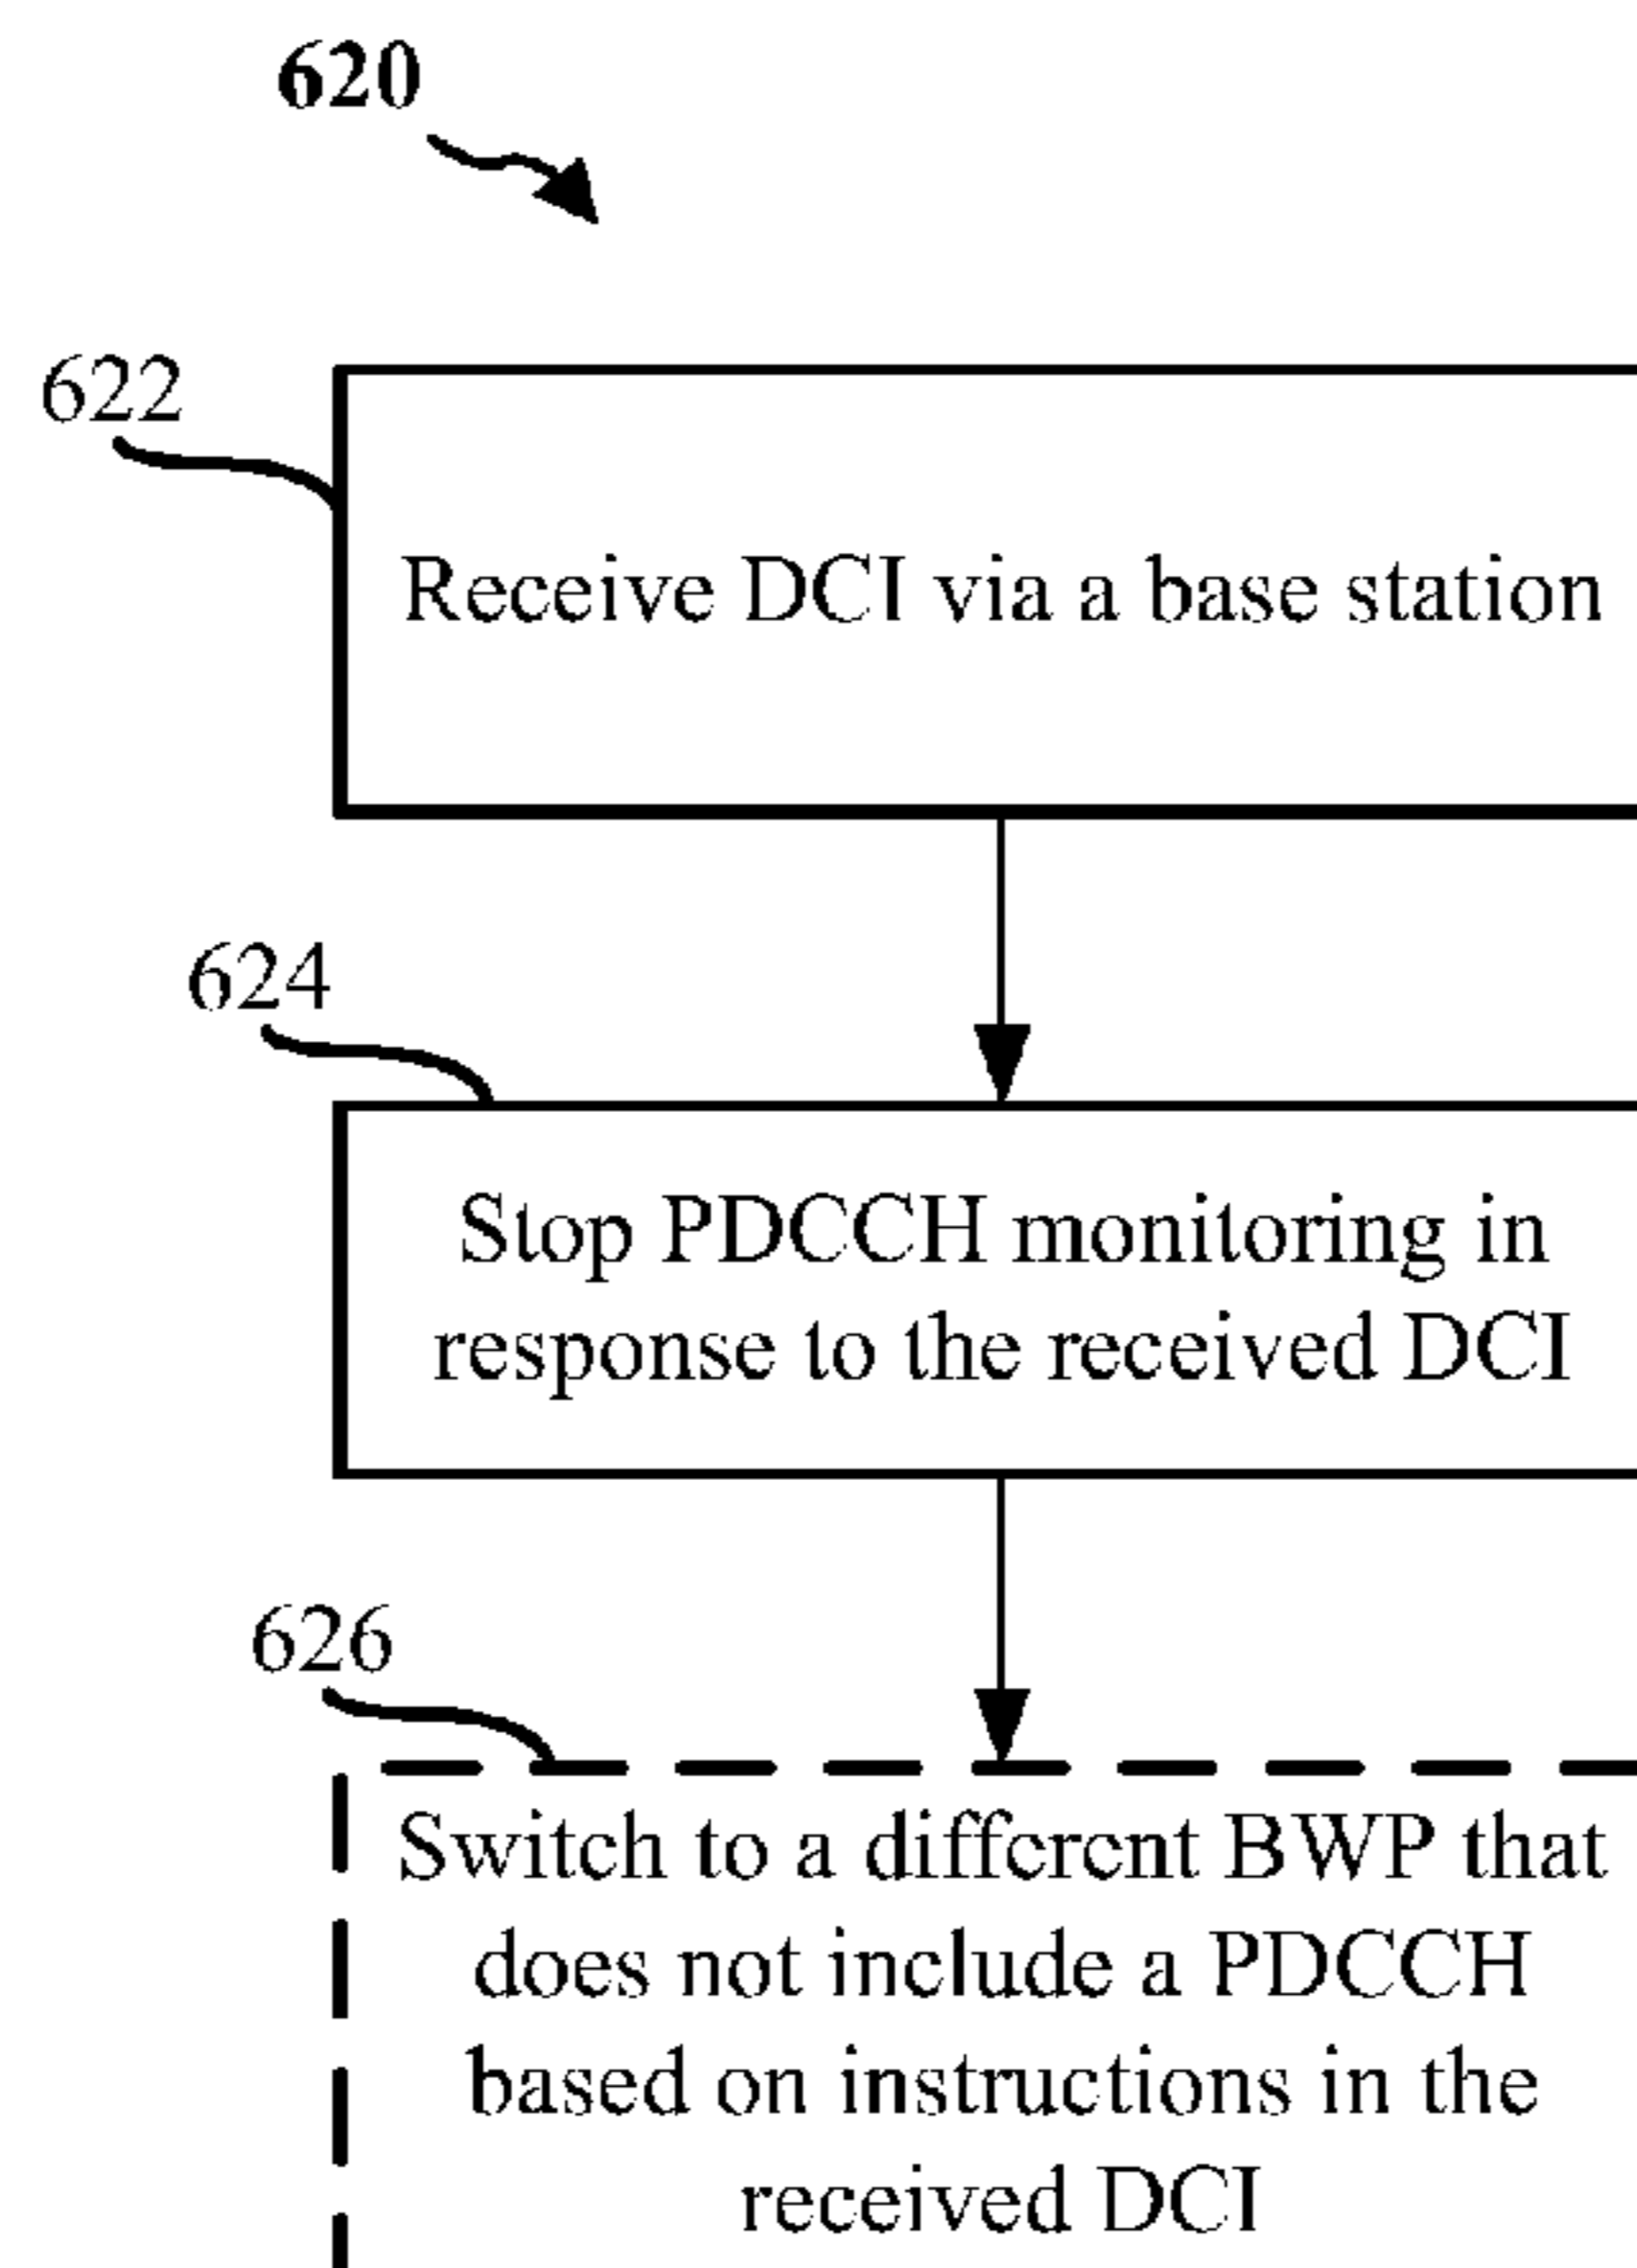 620
622
Receive DCI via a base station
624
Stop PDCCH monitoring in
response to the received DCI
626
Switch to a different BWP that
does not include a PDCCH
based on instructions in the
received DCI